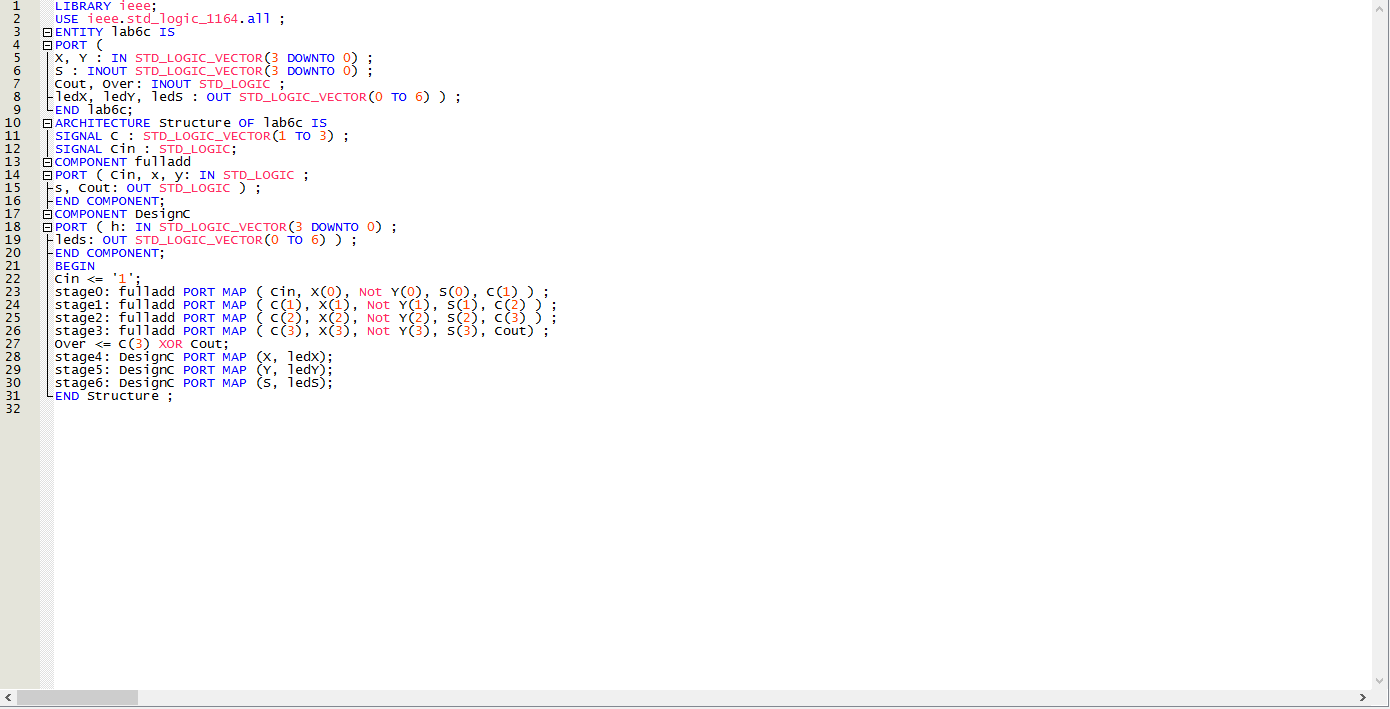 1 LIBRARY ieee;
2 USE ieee.std_logic_1164.all ;
3 ENTITY lab6c IS
4 PORT (
5 X, Y : IN STD_LOGIC_VECTOR(3 DOWNTO 0) ;
6 S : INOUT STD_LOGIC_VECTOR(3 DOWNTO 0) ;
7 Cout, Over: INOUT STD_LOGIC ;
8 ledX, ledY, ledS : OUT STD_LOGIC_VECTOR(0 TO 6) ) ;
9 END lab6c;
10 ARCHITECTURE Structure OF lab6c IS
11 SIGNAL C : STD_LOGIC_VECTOR(1 TO 3) ;
12 SIGNAL Cin : STD_LOGIC;
13 COMPONENT fulladd
14 PORT ( Cin, x, y: IN STD_LOGIC ;
15 s, Cout: OUT STD_LOGIC ) ;
16 END COMPONENT;
17 COMPONENT DesignC
18 PORT ( h: IN STD_LOGIC_VECTOR(3 DOWNTO 0) ;
19 leds: OUT STD_LOGIC_VECTOR(0 TO 6) ) ;
20 END COMPONENT;
21 BEGIN
22 Cin <= '1';
23 stage0: fulladd PORT MAP ( Cin, X(0), Not Y(0), S(0), C(1) ) ;
24 stage1: fulladd PORT MAP ( C(1), X(1), Not Y(1), S(1), C(2) ) ;
25 stage2: fulladd PORT MAP ( C(2), X(2), Not Y(2), S(2), C(3) ) ;
26 stage3: fulladd PORT MAP ( C(3), X(3), Not Y(3), S(3), Cout) ;
27 Over <= C(3) XOR Cout;
28 stage4: DesignC PORT MAP (X, ledX);
29 stage5: DesignC PORT MAP (Y, ledY);
30 stage6: DesignC PORT MAP (S, ledS);
31 END Structure ;
32